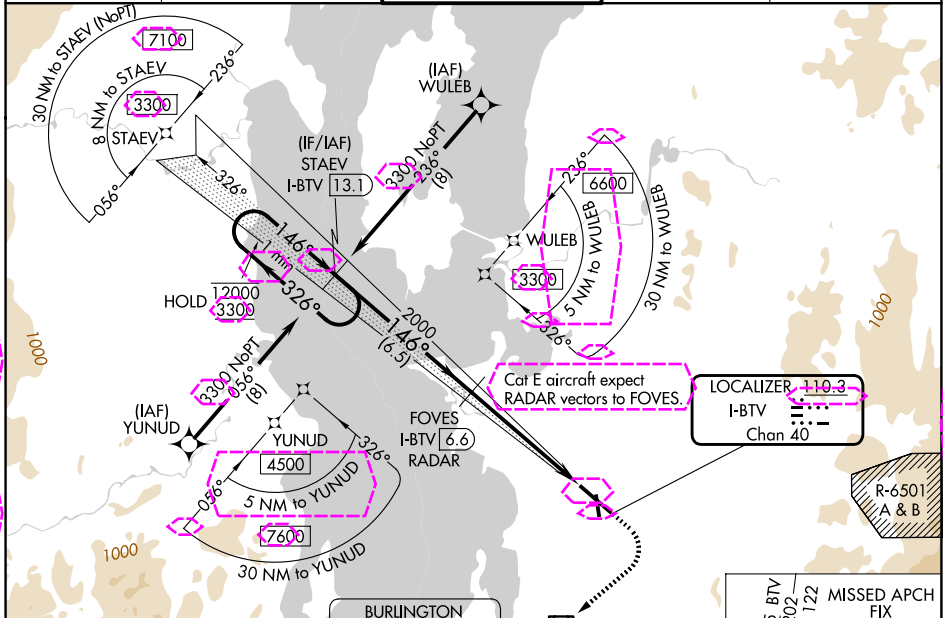 30 NM to STAEV (NoPT)
7100
236°
8 NM to STAEV
3300
STAEV
056°
326°
(IAF)
WULEB
3300 NoPT
236°
(8)
(IF/IAF)
STAEV
I-BTV 13.1
236°
6600
WULEB
3300
5 NM to WULEB
30 NM to WULEB
326°
146°
1 min
326°
HOLD 12000
3300
2000
146°
(6.5)
1000
1000
3300 NoPT
056°
(8)
(IAF)
YUNUD
Cat E aircraft expect
RADAR vectors to FOVES.
LOCALIZER 110.3
I-BTV
Chan 40
FOVES
I-BTV 6.6
RADAR
YUNUD
326°
4500
056°
5 NM to YUNUD
7600
30 NM to YUNUD
1000
R-6501
A & B
BURLINGTON
BTV
122
MISSED APCH
FIX